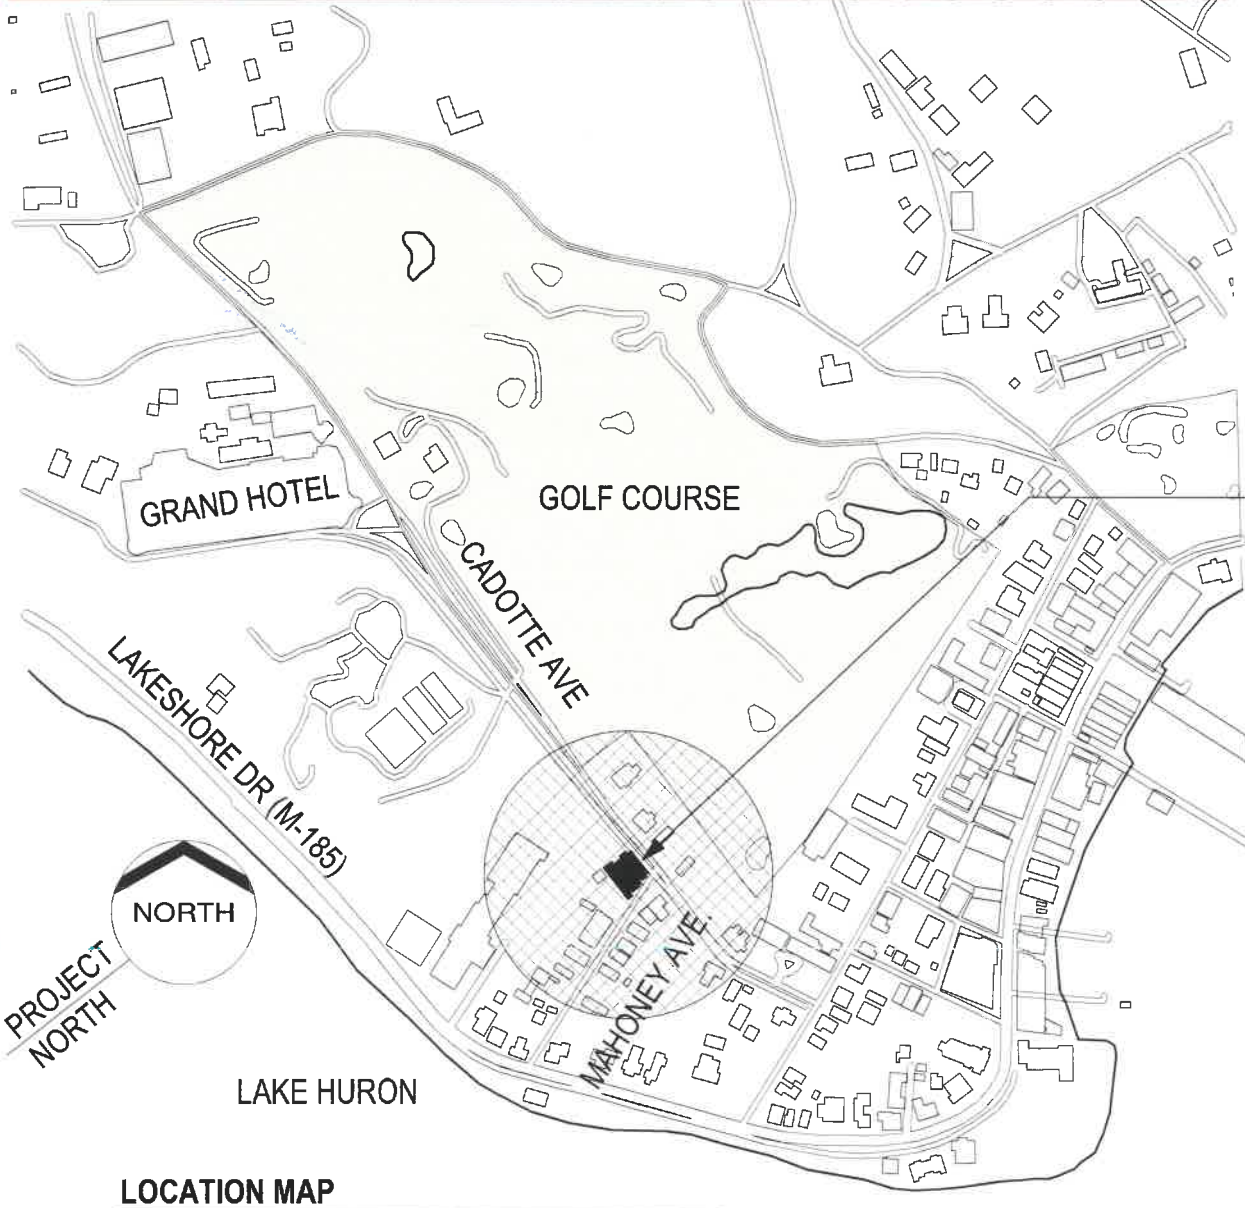 GRAND HOTEL
GOLF COURSE
CADOTTE AVE
LAKESHORE DR (M-185)
NORTH
PROJECT
NORTH
MAHONEY AVE.
LAKE HURON
LOCATION MAP